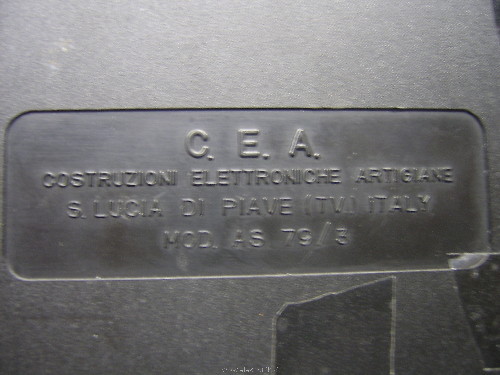 C. E. A.
COSTRUZIONI ELETTRONICHE ARTIGIANE
S. LUCIA DI PIAVE (TV) ITALY
MOD. AS 79/3